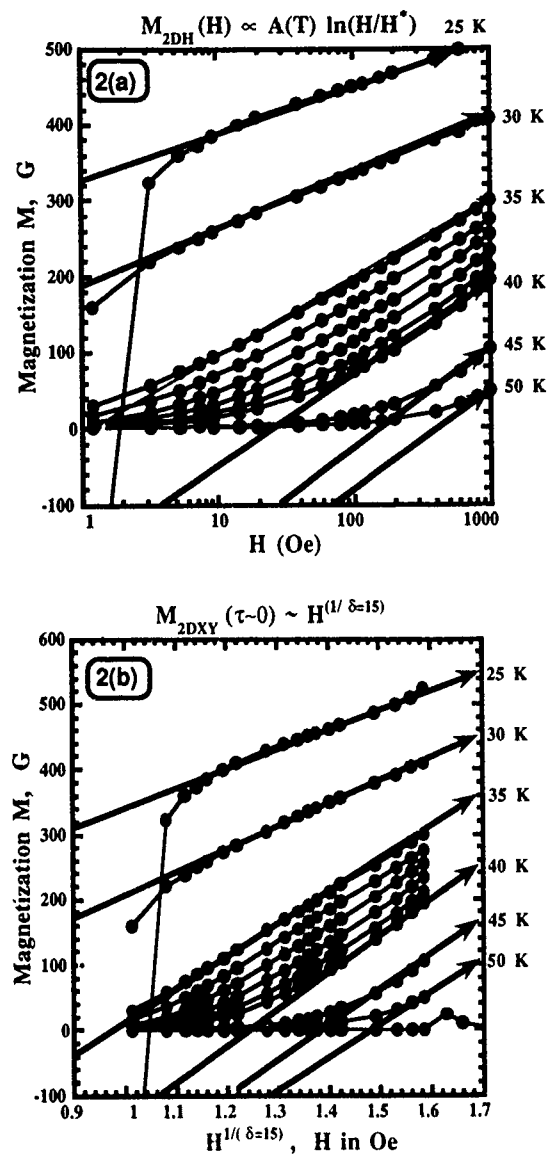 M2DH (H) ∝ A(T) ln(H/H*) 25 K
2(a)
500
400
300
200
100
0
-100
Magnetization M, G
30 K
35 K
40 K
45 K
50 K
1 10 100 1000
H (Oe)
M2DXY (τ~0) ~ H(1/ δ=15)
2(b)
600
500
400
300
200
100
0
-100
Magnetization M, G
25 K
30 K
35 K
40 K
45 K
50 K
0.9 1 1.1 1.2 1.3 1.4 1.5 1.6 1.7
H1/( δ=15) , H in Oe